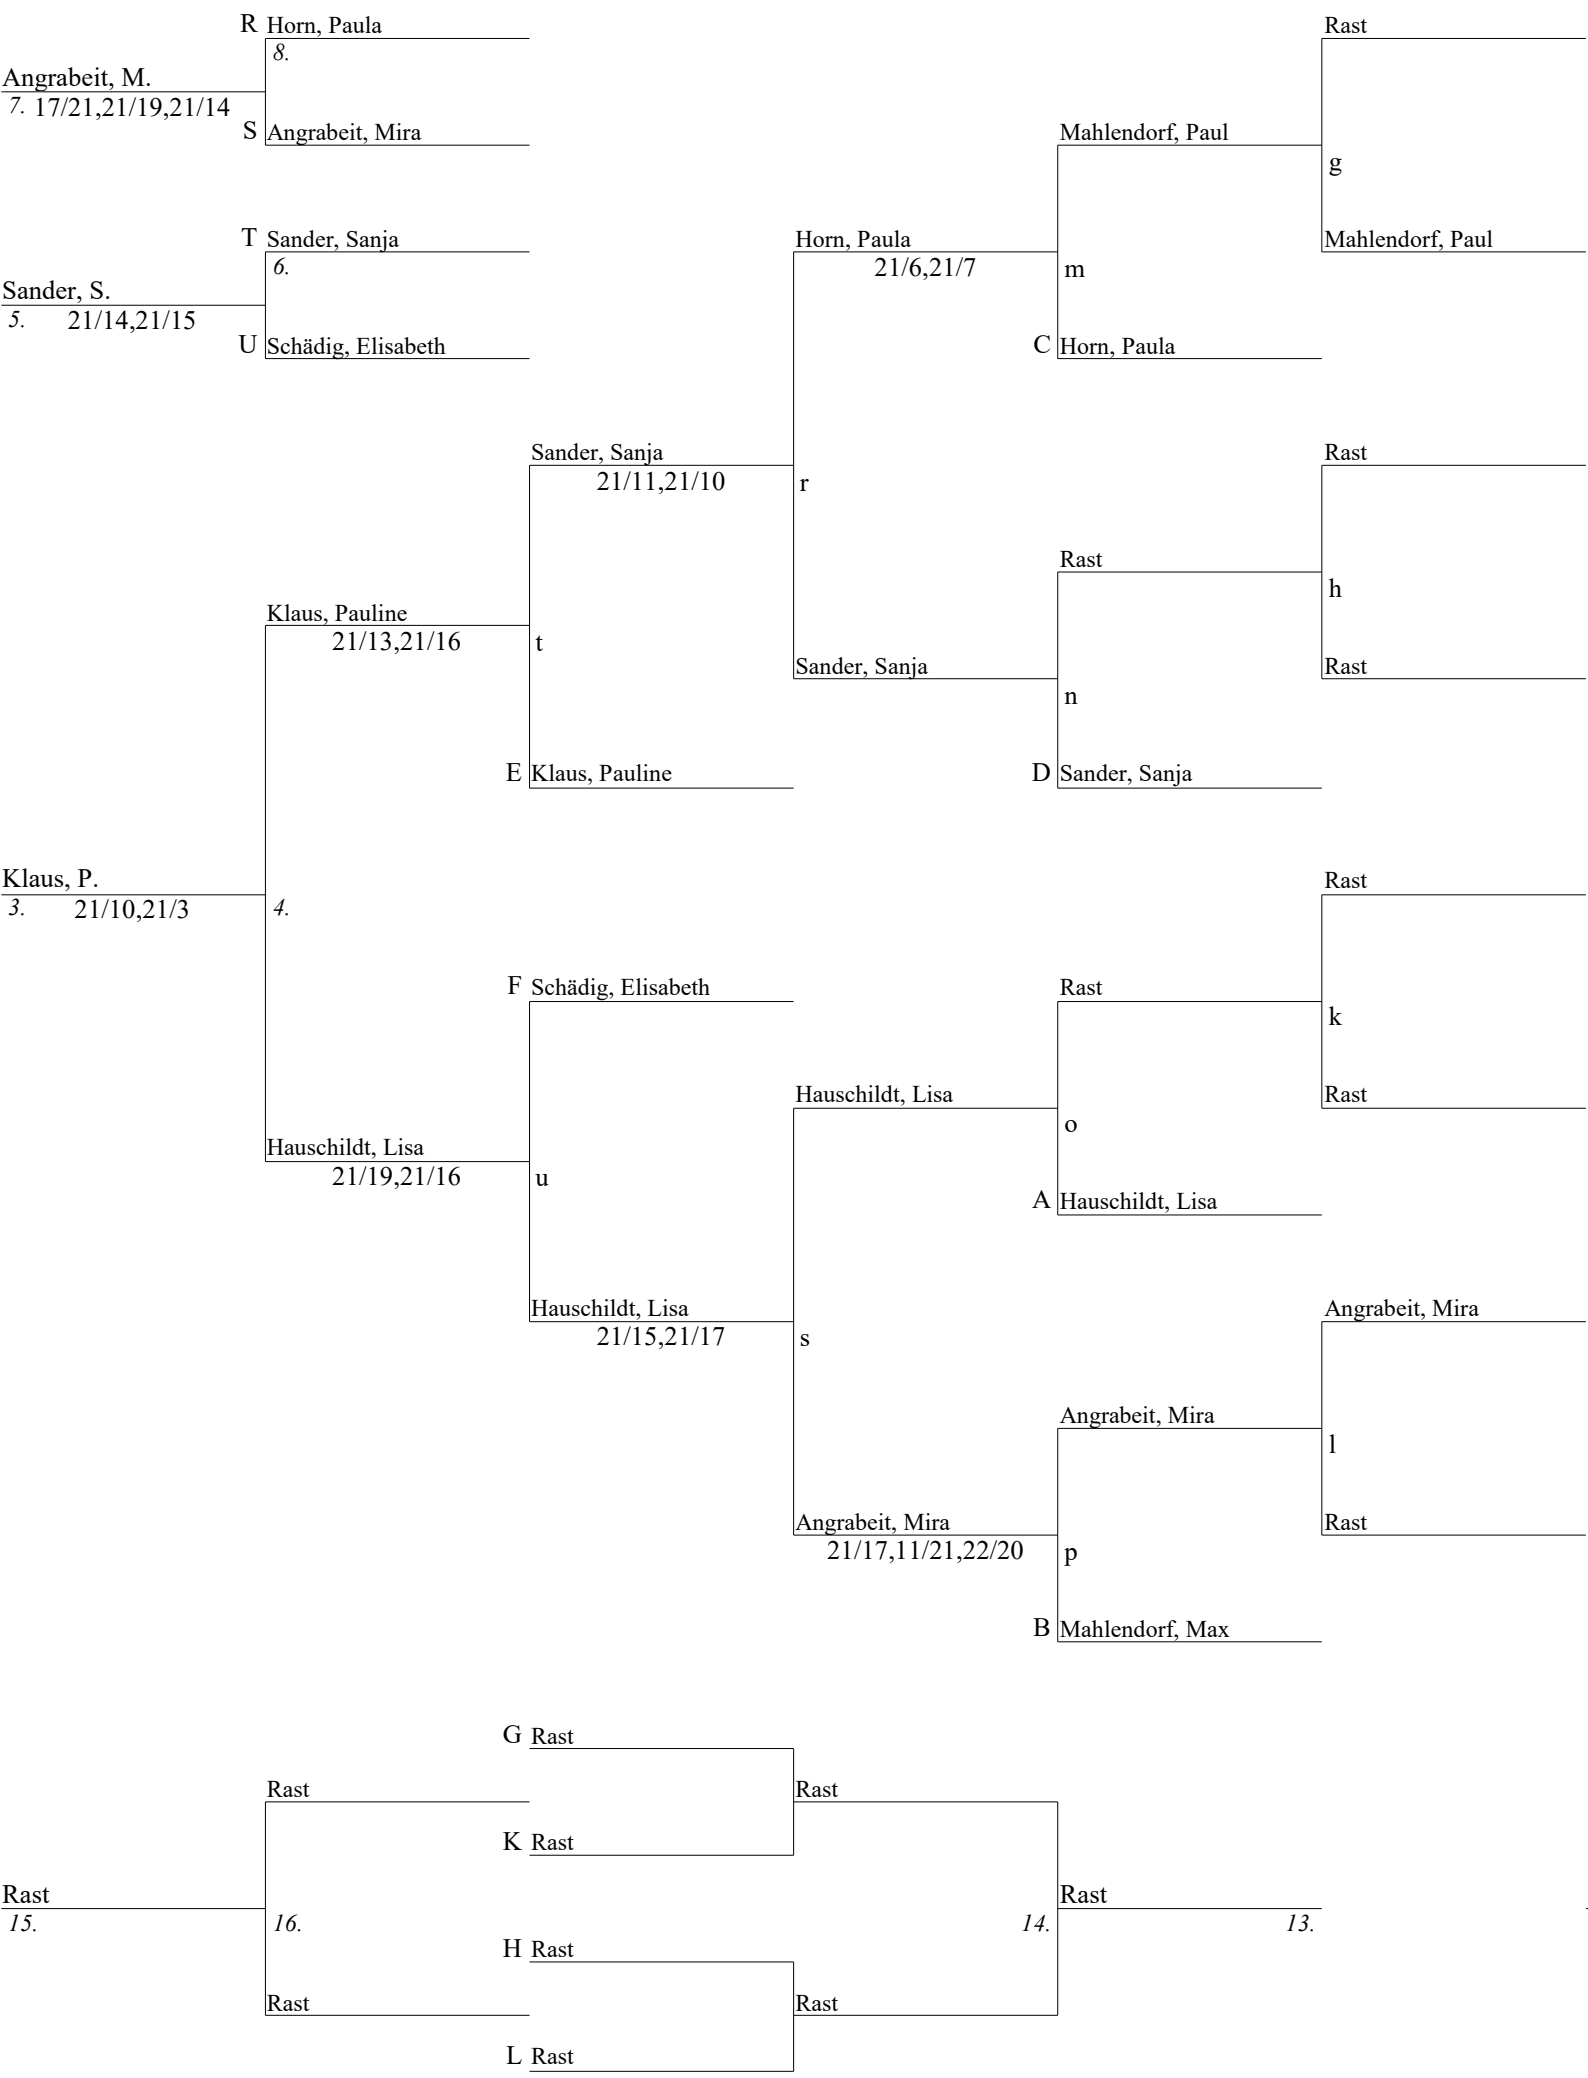 R Horn, Paula
Rast
8.
Angrabeit, M.
7. 17/21,21/19,21/14
S Angrabeit, Mira
Mahlendorf, Paul
g
T Sander, Sanja
Horn, Paula
Mahlendorf, Paul
6.
21/6,21/7
m
Sander, S.
5. 21/14,21/15
U Schädig, Elisabeth
C Horn, Paula
Sander, Sanja
Rast
21/11,21/10
r
Rast
h
Klaus, Pauline
21/13,21/16
t
Sander, Sanja
Rast
n
E Klaus, Pauline
D Sander, Sanja
Klaus, P.
Rast
3. 21/10,21/3
4.
F Schädig, Elisabeth
Rast
k
Hauschildt, Lisa
Rast
o
Hauschildt, Lisa
21/19,21/16
u
A Hauschildt, Lisa
Hauschildt, Lisa
Angrabeit, Mira
21/15,21/17
s
Angrabeit, Mira
l
Angrabeit, Mira
Rast
21/17,11/21,22/20
p
B Mahlendorf, Max
G Rast
Rast
Rast
K Rast
Rast
Rast
15.
16.
14.
13.
H Rast
Rast
Rast
L Rast